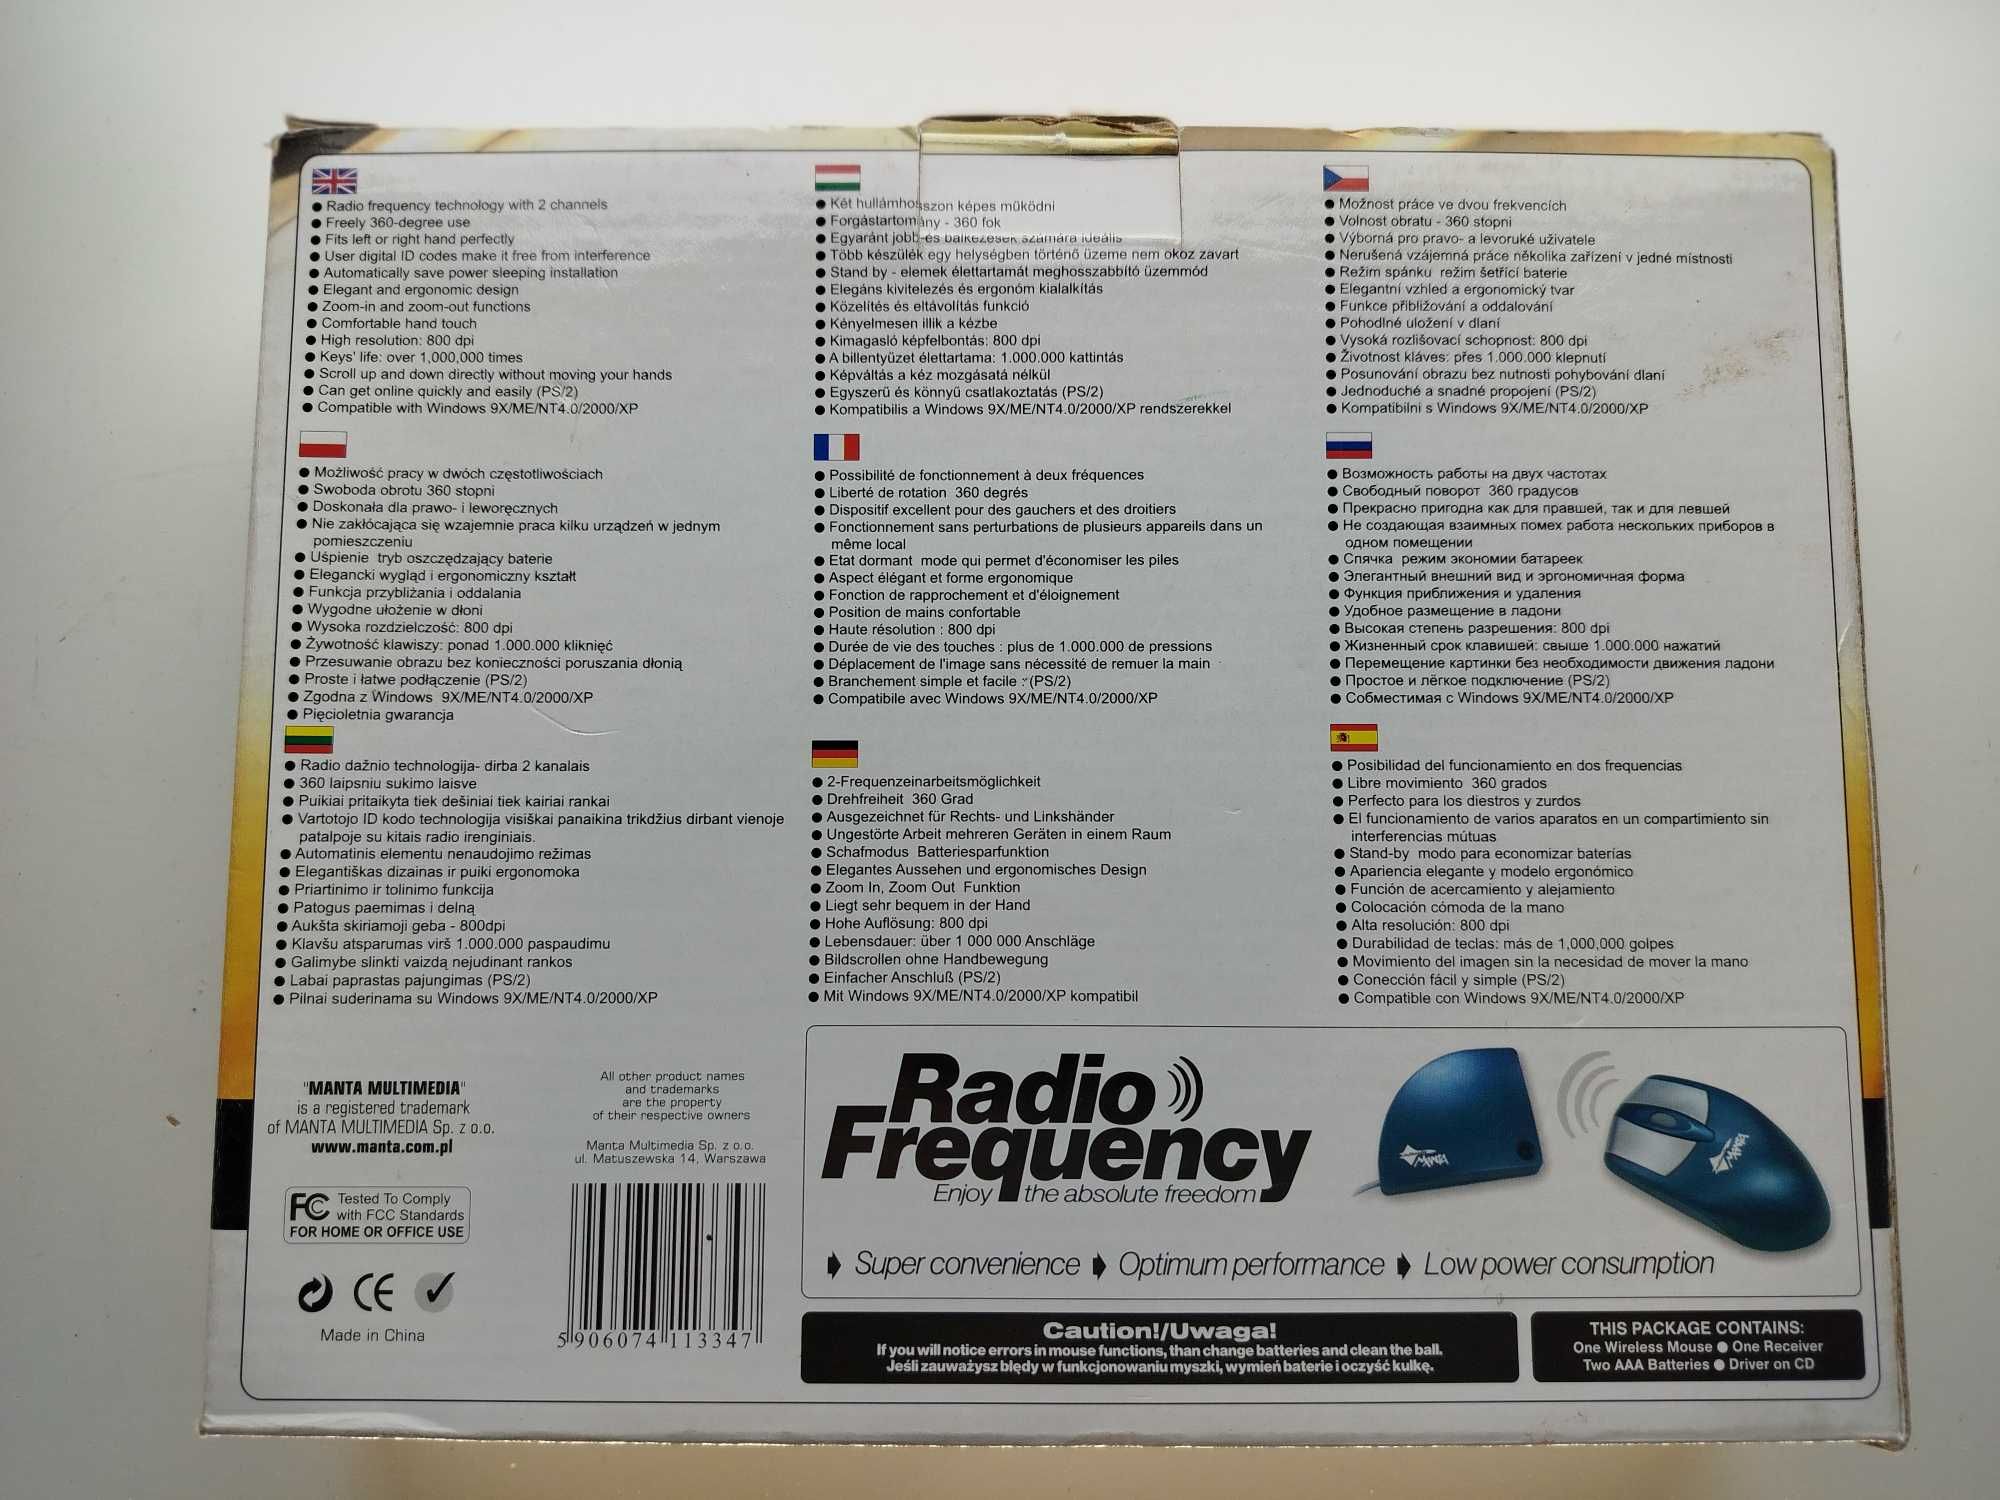 ● Radio frequency technology with 2 channels
● Freely 360-degree use
● Fits left or right hand perfectly
● User digital ID codes make it free from interference
● Automatically save power sleeping installation
● Elegant and ergonomic design
● Zoom-in and zoom-out functions
● Comfortable hand touch
● High resolution: 800 dpi
● Keys' life: over 1,000,000 times
● Scroll up and down directly without moving your hands
● Can get online quickly and easily (PS/2)
● Compatible with Windows 9X/ME/NT4.0/2000/XP
● Két hullámhosszon képes működni
● Forgástartomány - 360 fok
● Egyaránt jobb-és balkezesek számára ideális
● Több készülék egy helységben történő üzeme nem okoz zavart
● Stand by - elemek élettartamát meghosszabbító üzemmód
● Elegáns kivitelezés és ergonóm kialalkítás
● Közelítés és eltávolítás funkció
● Kényelmesen illik a kézbe
● Kimagasló képfelbontás: 800 dpi
● A billentyűzet élettartama: 1.000.000 kattintás
● Képváltás a kéz mozgásatá nélkül
● Egyszerű és könnyű csatlakoztatás (PS/2)
● Kompatibilis a Windows 9X/ME/NT4.0/2000/XP rendszerekkel
● Možnost práce ve dvou frekvencích
● Volnost obratu - 360 stopni
● Výborná pro pravo- a levoruké uživatele
● Nerušená vzájemná práce několika zařízení v jedné místnosti
● Režim spánku režim šetřící baterie
● Elegantní vzhled a ergonomický tvar
● Funkce přibližování a oddalování
● Pohodlné uložení v dlaní
● Vysoká rozlišovací schopnost: 800 dpi
● Životnost kláves: přes 1.000.000 klepnutí
● Posunování obrazu bez nutnosti pohybování dlaní
● Jednoduché a snadné propojení (PS/2)
● Kompatibilni s Windows 9X/ME/NT4.0/2000/XP
● Możliwość pracy w dwóch częstotliwościach
● Swoboda obrotu 360 stopni
● Doskonała dla prawo- i leworęcznych
● Nie zakłócająca się wzajemnie praca kilku urządzeń w jednym
pomieszczeniu
● Uśpienie tryb oszczędzający baterie
● Elegancki wygląd i ergonomiczny kształt
● Funkcja przybliżania i oddalania
● Wygodne ułożenie w dłoni
● Wysoka rozdzielczość: 800 dpi
● Żywotność klawiszy: ponad 1.000.000 kliknięć
● Przesuwanie obrazu bez konieczności poruszania dłonią
● Proste i łatwe podłączenie (PS/2)
● Zgodna z Windows 9X/ME/NT4.0/2000/XP
● Pięcioletnia gwarancja
● Possibilité de fonctionnement à deux fréquences
● Liberté de rotation 360 degrés
● Dispositif excellent pour des gauchers et des droitiers
● Fonctionnement sans perturbations de plusieurs appareils dans un
même local
● Etat dormant mode qui permet d'économiser les piles
● Aspect élégant et forme ergonomique
● Fonction de rapprochement et d'éloignement
● Position de mains confortable
● Haute résolution : 800 dpi
● Durée de vie des touches : plus de 1.000.000 de pressions
● Déplacement de l'image sans nécessité de remuer la main
● Branchement simple et facile : (PS/2)
● Compatibile avec Windows 9X/ME/NT4.0/2000/XP
● Возможность работы на двух частотах
● Свободный поворот 360 градусов
● Прекрасно пригодна как для правшей, так и для левшей
● Не создающая взаимных помех работа нескольких приборов в
одном помещении
● Спячка режим экономии батареек
● Элегантный внешний вид и эргономичная форма
● Функция приближения и удаления
● Удобное размещение в ладони
● Высокая степень разрешения: 800 dpi
● Жизненный срок клавишей: свыше 1.000.000 нажатий
● Перемещение картинки без необходимости движения ладони
● Простое и лёгкое подключение (PS/2)
● Собместимая с Windows 9X/ME/NT4.0/2000/XP
● Radio dažnio technologija- dirba 2 kanalais
● 360 laipsniu sukimo laisve
● Puikiai pritaikyta tiek dešiniai tiek kairiai rankai
● Vartotojo ID kodo technologija visiškai panaikina trikdžius dirbant vienoje
patalpoje su kitais radio irenginiais.
● Automatinis elementu nenaudojimo režimas
● Elegantiškas dizainas ir puiki ergonomoka
● Priartinimo ir tolinimo funkcija
● Patogus paemimas i delną
● Aukšta skiriamoji geba - 800dpi
● Klavšu atsparumas virš 1.000.000 paspaudimu
● Galimybe slinkti vaizdą nejudinant rankos
● Labai paprastas pajungimas (PS/2)
● Pilnai suderinama su Windows 9X/ME/NT4.0/2000/XP
● 2-Frequenzeinarbeitsmöglichkeit
● Drehfreiheit 360 Grad
● Ausgezeichnet für Rechts- und Linkshänder
● Ungestörte Arbeit mehreren Geräten in einem Raum
● Schafmodus Batteriesparfunktion
● Elegantes Aussehen und ergonomisches Design
● Zoom In, Zoom Out Funktion
● Liegt sehr bequem in der Hand
● Hohe Auflösung: 800 dpi
● Lebensdauer: über 1 000 000 Anschläge
● Bildscrollen ohne Handbewegung
● Einfacher Anschluß (PS/2)
● Mit Windows 9X/ME/NT4.0/2000/XP kompatibil
● Posibilidad del funcionamiento en dos frequencias
● Libre movimiento 360 grados
● Perfecto para los diestros y zurdos
● El funcionamiento de varios aparatos en un compartimiento sin
interferencias mútuas
● Stand-by modo para economizar baterías
● Apariencia elegante y modelo ergonómico
● Función de acercamiento y alejamiento
● Colocación cómoda de la mano
● Alta resolución: 800 dpi
● Durabilidad de teclas: más de 1,000,000 golpes
● Movimiento del imagen sin la necesidad de mover la mano
● Conección fácil y simple (PS/2)
● Compatible con Windows 9X/ME/NT4.0/2000/XP
"MANTA MULTIMEDIA"
is a registered trademark
of MANTA MULTIMEDIA Sp. z o.o.
www.manta.com.pl
All other product names
and trademarks
are the property
of their respective owners
Manta Multimedia Sp. z o.o.
ul. Matuszewska 14, Warszawa
FC Tested To Comply
with FCC Standards
FOR HOME OR OFFICE USE
CE
Made in China
5 906074 113347
Radio
Frequency
Enjoy the absolute freedom
MANTA
MANTA
Super convenience Optimum performance Low power consumption
Caution!/Uwaga!
If you will notice errors in mouse functions, than change batteries and clean the ball.
Jeśli zauważysz błędy w funkcjonowaniu myszki, wymień baterie i oczyść kulkę.
THIS PACKAGE CONTAINS:
One Wireless Mouse ● One Receiver
Two AAA Batteries ● Driver on CD